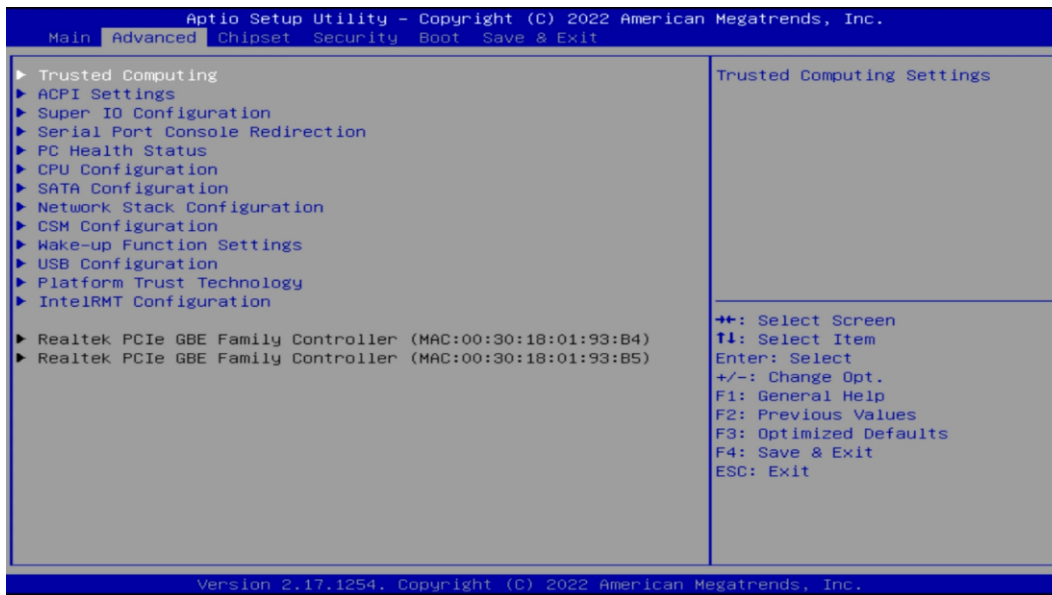 Aptio Setup Utility – Copyright (C) 2022 American Megatrends, Inc.
Main Advanced Chipset Security Boot Save & Exit
▶ Trusted Computing
▶ ACPI Settings
▶ Super IO Configuration
▶ Serial Port Console Redirection
▶ PC Health Status
▶ CPU Configuration
▶ SATA Configuration
▶ Network Stack Configuration
▶ CSM Configuration
▶ Wake-up Function Settings
▶ USB Configuration
▶ Platform Trust Technology
▶ IntelRMT Configuration
▶ Realtek PCIe GBE Family Controller (MAC:00:30:18:01:93:B4)
▶ Realtek PCIe GBE Family Controller (MAC:00:30:18:01:93:B5)
Trusted Computing Settings
→←: Select Screen
↑↓: Select Item
Enter: Select
+/-: Change Opt.
F1: General Help
F2: Previous Values
F3: Optimized Defaults
F4: Save & Exit
ESC: Exit
Version 2.17.1254. Copyright (C) 2022 American Megatrends, Inc.